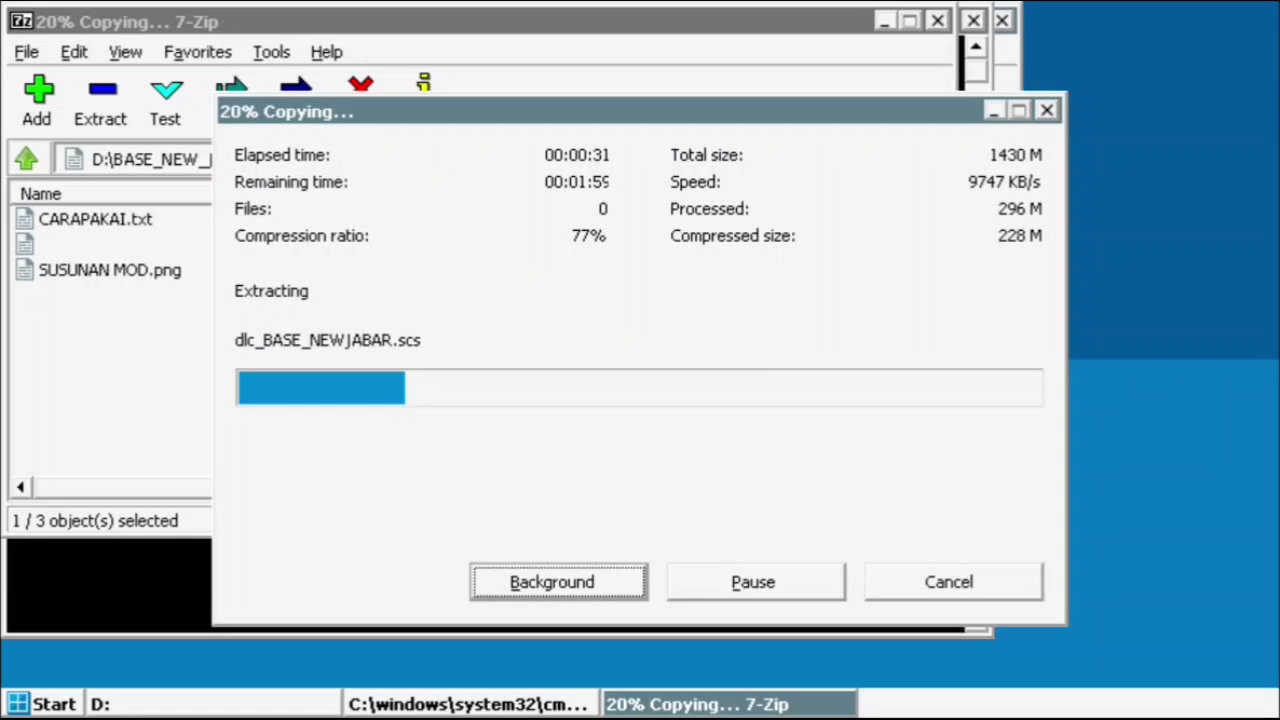 20% Copying... 7-Zip
File Edit View Favorites Tools Help
Add Extract Test
20% Copying...
D:\BASE_NEW_J
Name
CARAPAKAI.txt
SUSUNAN MOD.png
1 / 3 object(s) selected
Elapsed time: 00:00:31 Total size: 1430 M
Remaining time: 00:01:59 Speed: 9747 KB/s
Files: 0 Processed: 296 M
Compression ratio: 77% Compressed size: 228 M
Extracting
dlc_BASE_NEWJABAR.scs
Background Pause Cancel
Start D: C:\windows\system32\cm... 20% Copying... 7-Zip